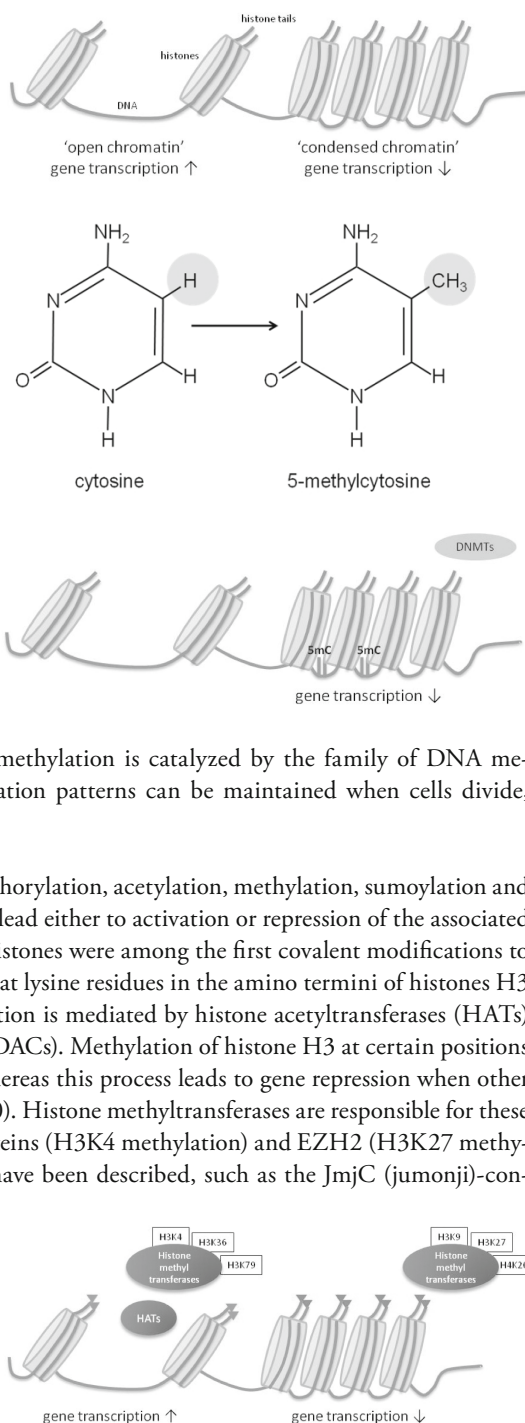 histone tails
histones
DNA
'open chromatin'
gene transcription ↑
'condensed chromatin'
gene transcription ↓
NH2
H
N
O
N
H
H
cytosine
NH2
CH3
N
O
N
H
H
5-methylcytosine
DNMTs
5mC
5mC
gene transcription ↓
methylation is catalyzed by the family of DNA me-
ation patterns can be maintained when cells divide,
horylation, acetylation, methylation, sumoylation and
lead either to activation or repression of the associated
istones were among the first covalent modifications to
at lysine residues in the amino termini of histones H3
tion is mediated by histone acetyltransferases (HATs)
DACs). Methylation of histone H3 at certain positions
hereas this process leads to gene repression when other
0). Histone methyltransferases are responsible for these
teins (H3K4 methylation) and EZH2 (H3K27 methy-
have been described, such as the JmjC (jumonji)-con-
H3K4
H3K36
H3K79
Histone
methyl
transferases
HATs
gene transcription ↑
H3K9
H3K27
H4K20
Histone
methyl
transferases
gene transcription ↓